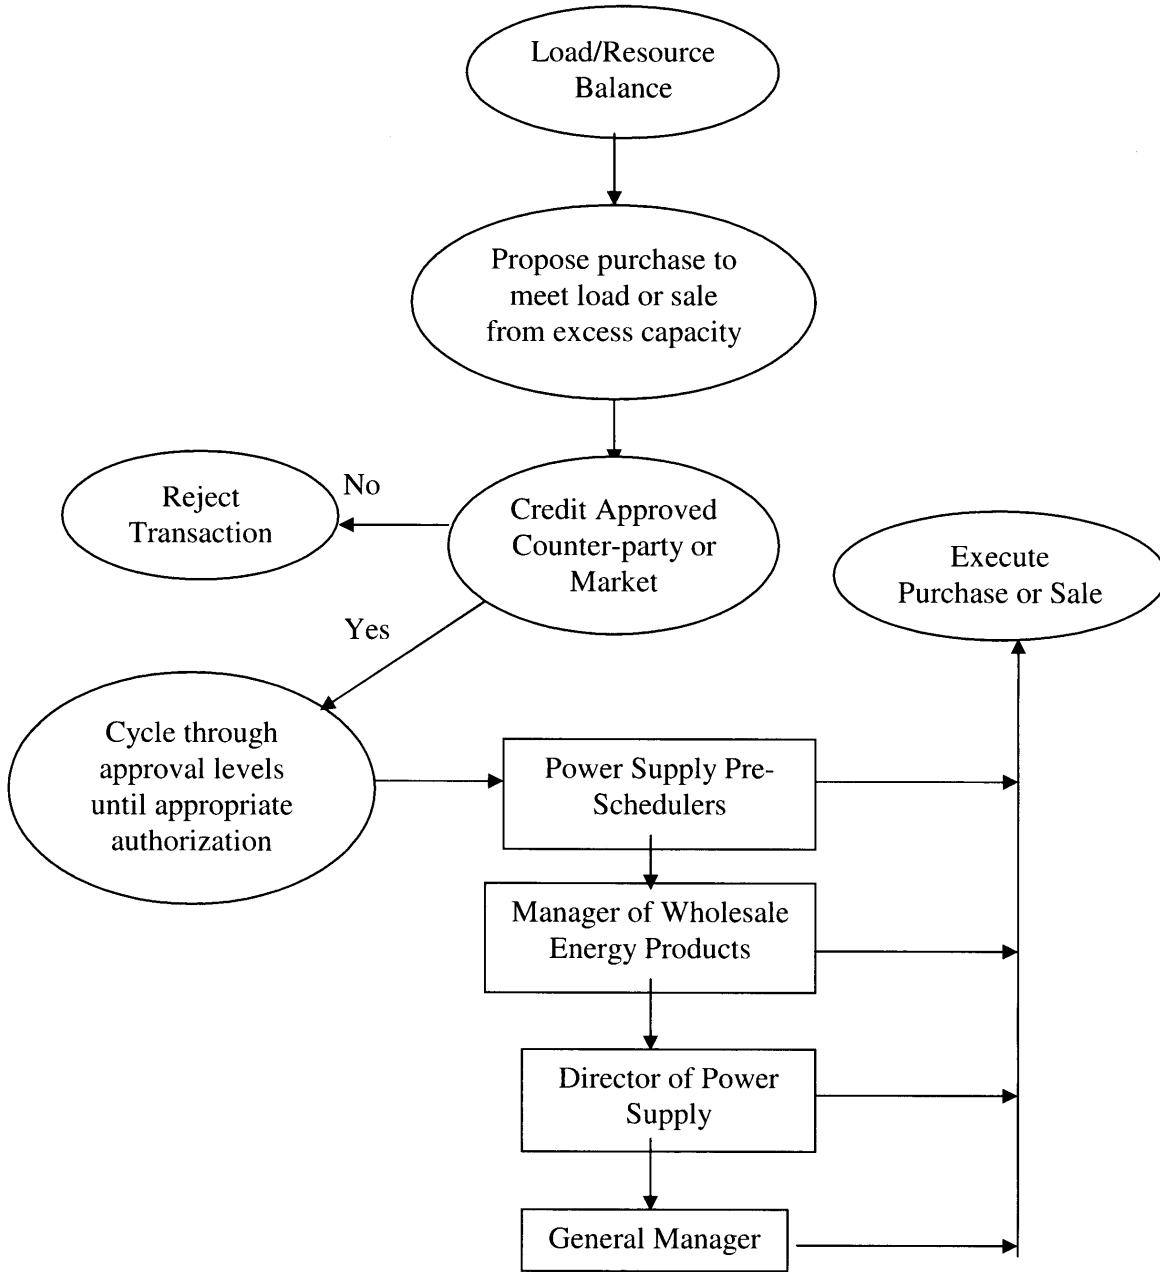 Load/Resource
Balance
Propose purchase to
meet load or sale
from excess capacity
No
Reject
Transaction
Credit Approved
Counter-party or
Market
Execute
Purchase or Sale
Yes
Cycle through
approval levels
until appropriate
authorization
Power Supply Pre-
Schedulers
Manager of Wholesale
Energy Products
Director of Power
Supply
General Manager